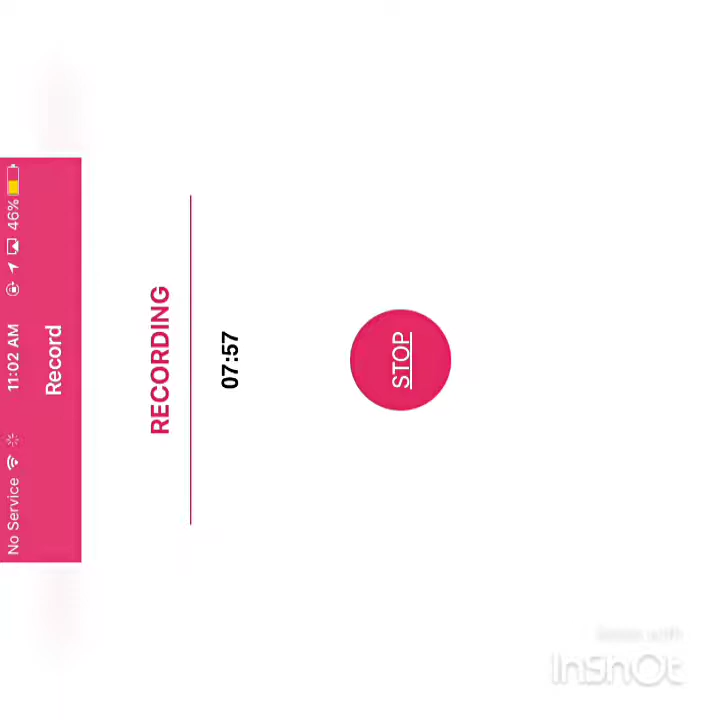 No Service 11:02 AM 46%
Record
RECORDING
07:57
STOP
InShOt